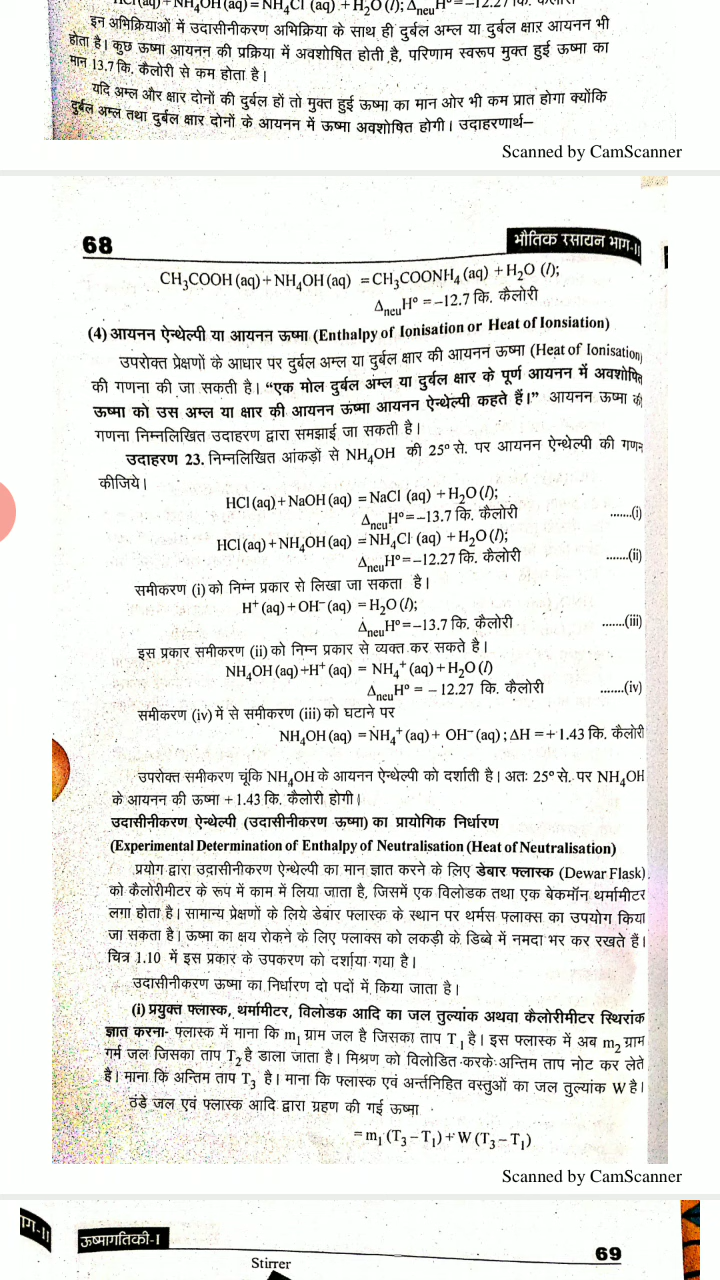 HCl(aq)+NH₄OH(aq)=NH₄Cl (aq) + H₂O (l); ΔneuH°=–12.27 कि. कैलोरी
इन अभिक्रियाओं में उदासीनीकरण अभिक्रिया के साथ ही दुर्बल अम्ल या दुर्बल क्षार आयनन भी
होता है। कुछ ऊष्मा आयनन की प्रक्रिया में अवशोषित होती है, परिणाम स्वरूप मुक्त हुई ऊष्मा का
मान 13.7 कि. कैलोरी से कम होता है।
यदि अम्ल और क्षार दोनों की दुर्बल हों तो मुक्त हुई ऊष्मा का मान ओर भी कम प्रात होगा क्योंकि
दुर्बल अम्ल तथा दुर्बल क्षार दोनों के आयनन में ऊष्मा अवशोषित होगी। उदाहरणार्थ–
Scanned by CamScanner
68 भौतिक रसायन भाग-II
CH₃COOH (aq)+NH₄OH (aq) =CH₃COONH₄ (aq) +H₂O (l);
ΔneuH° =–12.7 कि. कैलोरी
(4) आयनन ऐन्थेल्पी या आयनन ऊष्मा (Enthalpy of Ionisation or Heat of Ionsiation)
उपरोक्त प्रेक्षणों के आधार पर दुर्बल अम्ल या दुर्बल क्षार की आयनन ऊष्मा (Heat of Ionisation)
की गणना की जा सकती है। “एक मोल दुर्बल अम्ल या दुर्बल क्षार के पूर्ण आयनन में अवशोषित
ऊष्मा को उस अम्ल या क्षार की आयनन ऊष्मा आयनन ऐन्थेल्पी कहते हैं।” आयनन ऊष्मा की
गणना निम्नलिखित उदाहरण द्वारा समझाई जा सकती है।
उदाहरण 23. निम्नलिखित आंकड़ों से NH₄OH की 25° से. पर आयनन ऐन्थेल्पी की गणन
कीजिये।
HCl (aq)+NaOH (aq) = NaCl (aq) +H₂O (l);
ΔneuH°=–13.7 कि. कैलोरी .......(i)
HCl (aq)+NH₄OH (aq) =NH₄Cl (aq) +H₂O (l);
ΔneuH°=–12.27 कि. कैलोरी .......(ii)
समीकरण (i) को निम्न प्रकार से लिखा जा सकता है।
H⁺ (aq)+OH⁻ (aq) =H₂O (l);
ΔneuH°=–13.7 कि. कैलोरी .......(iii)
इस प्रकार समीकरण (ii) को निम्न प्रकार से व्यक्त कर सकते है।
NH₄OH (aq)+H⁺ (aq) = NH₄⁺ (aq)+H₂O (l)
ΔneuH° = – 12.27 कि. कैलोरी .......(iv)
समीकरण (iv) में से समीकरण (iii) को घटाने पर
NH₄OH (aq) =NH₄⁺ (aq)+ OH⁻ (aq) ; ΔH =+ 1.43 कि. कैलोरी
उपरोक्त समीकरण चूंकि NH₄OH के आयनन ऐन्थेल्पी को दर्शाता है। अतः 25° से. पर NH₄OH
के आयनन की ऊष्मा + 1.43 कि. कैलोरी होगी।
उदासीनीकरण ऐन्थेल्पी (उदासीनीकरण ऊष्मा) का प्रायोगिक निर्धारण
(Experimental Determination of Enthalpy of Neutralisation (Heat of Neutralisation)
प्रयोग द्वारा उदासीनीकरण ऐन्थेल्पी का मान ज्ञात करने के लिए डेबार फ्लास्क (Dewar Flask)
को कैलोरीमीटर के रूप में काम में लिया जाता है, जिसमें एक विलोडक तथा एक बेकमॉन थर्मामीटर
लगा होता है। सामान्य प्रेक्षणों के लिये डेबार फ्लास्क के स्थान पर थर्मस फ्लाक्स का उपयोग किया
जा सकता है। ऊष्मा का क्षय रोकने के लिए फ्लाक्स को लकड़ी के डिब्बे में नमदा भर कर रखते हैं।
चित्र 1.10 में इस प्रकार के उपकरण को दर्शाया गया है।
उदासीनीकरण ऊष्मा का निर्धारण दो पदों में किया जाता है।
(i) प्रयुक्त फ्लास्क, थर्मामीटर, विलोडक आदि का जल तुल्यांक अथवा कैलोरीमीटर स्थिरांक
ज्ञात करना- फ्लास्क में माना कि m₁ ग्राम जल है जिसका ताप T₁ है। इस फ्लास्क में अब m₂ ग्राम
गर्म जल जिसका ताप T₂ है डाला जाता है। मिश्रण को विलोडित करके अन्तिम ताप नोट कर लेते
है। माना कि अन्तिम ताप T₃ है। माना कि फ्लास्क एवं अर्न्तनिहित वस्तुओं का जल तुल्यांक W है।
ठंडे जल एवं फ्लास्क आदि द्वारा ग्रहण की गई ऊष्मा
= m₁ (T₃ – T₁) + W (T₃ – T₁)
Scanned by CamScanner
ाग-II ऊष्मागतिकी-I 69
Stirrer